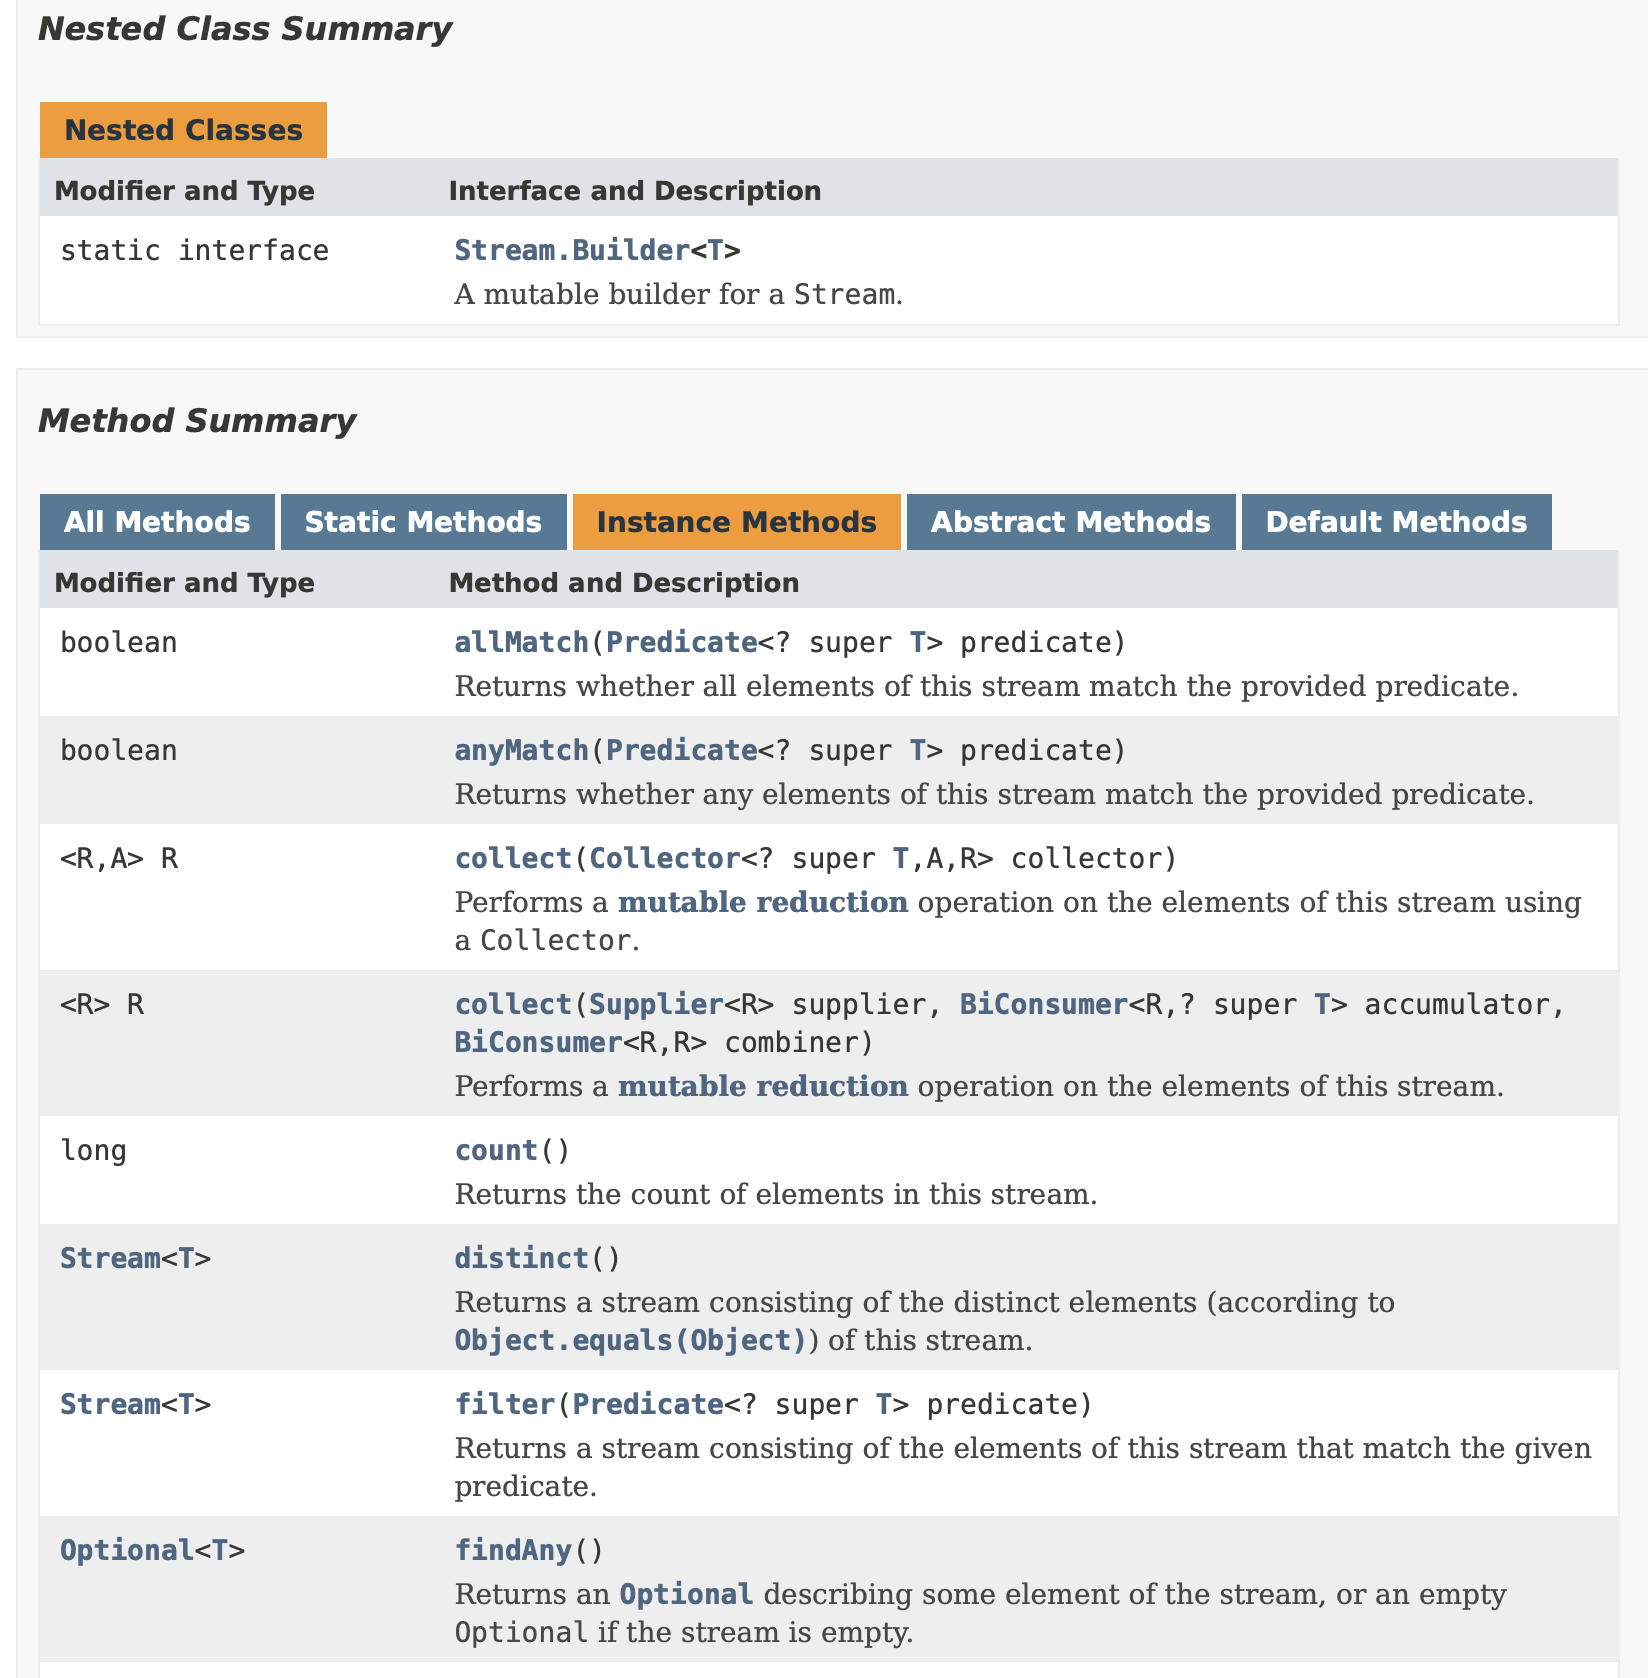 Nested Class Summary
Nested Classes
Modifier and Type Interface and Description
static interface Stream.Builder<T>
A mutable builder for a Stream.
Method Summary
All Methods Static Methods Instance Methods Abstract Methods Default Methods
Modifier and Type Method and Description
boolean allMatch(Predicate<? super T> predicate)
Returns whether all elements of this stream match the provided predicate.
boolean anyMatch(Predicate<? super T> predicate)
Returns whether any elements of this stream match the provided predicate.
<R,A> R collect(Collector<? super T,A,R> collector)
Performs a mutable reduction operation on the elements of this stream using
a Collector.
<R> R collect(Supplier<R> supplier, BiConsumer<R,? super T> accumulator,
BiConsumer<R,R> combiner)
Performs a mutable reduction operation on the elements of this stream.
long count()
Returns the count of elements in this stream.
Stream<T> distinct()
Returns a stream consisting of the distinct elements (according to
Object.equals(Object)) of this stream.
Stream<T> filter(Predicate<? super T> predicate)
Returns a stream consisting of the elements of this stream that match the given
predicate.
Optional<T> findAny()
Returns an Optional describing some element of the stream, or an empty
Optional if the stream is empty.